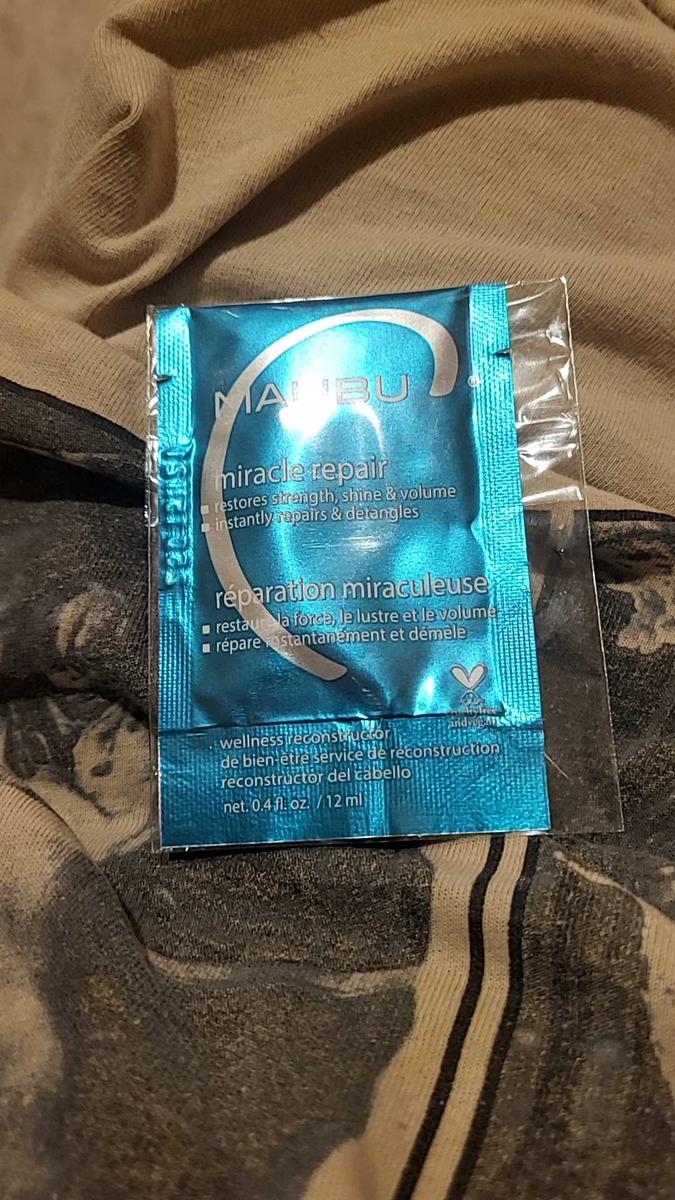 MALIBU
miracle repair
restores strength, shine & volume
instantly repairs & detangles
réparation miraculeuse
restaure la force, le lustre et le volume
répare instantanément et démêle
wellness reconstructor
de bien-être service de reconstruction
reconstructor del cabello
net. 0.4 fl. oz. / 12 ml